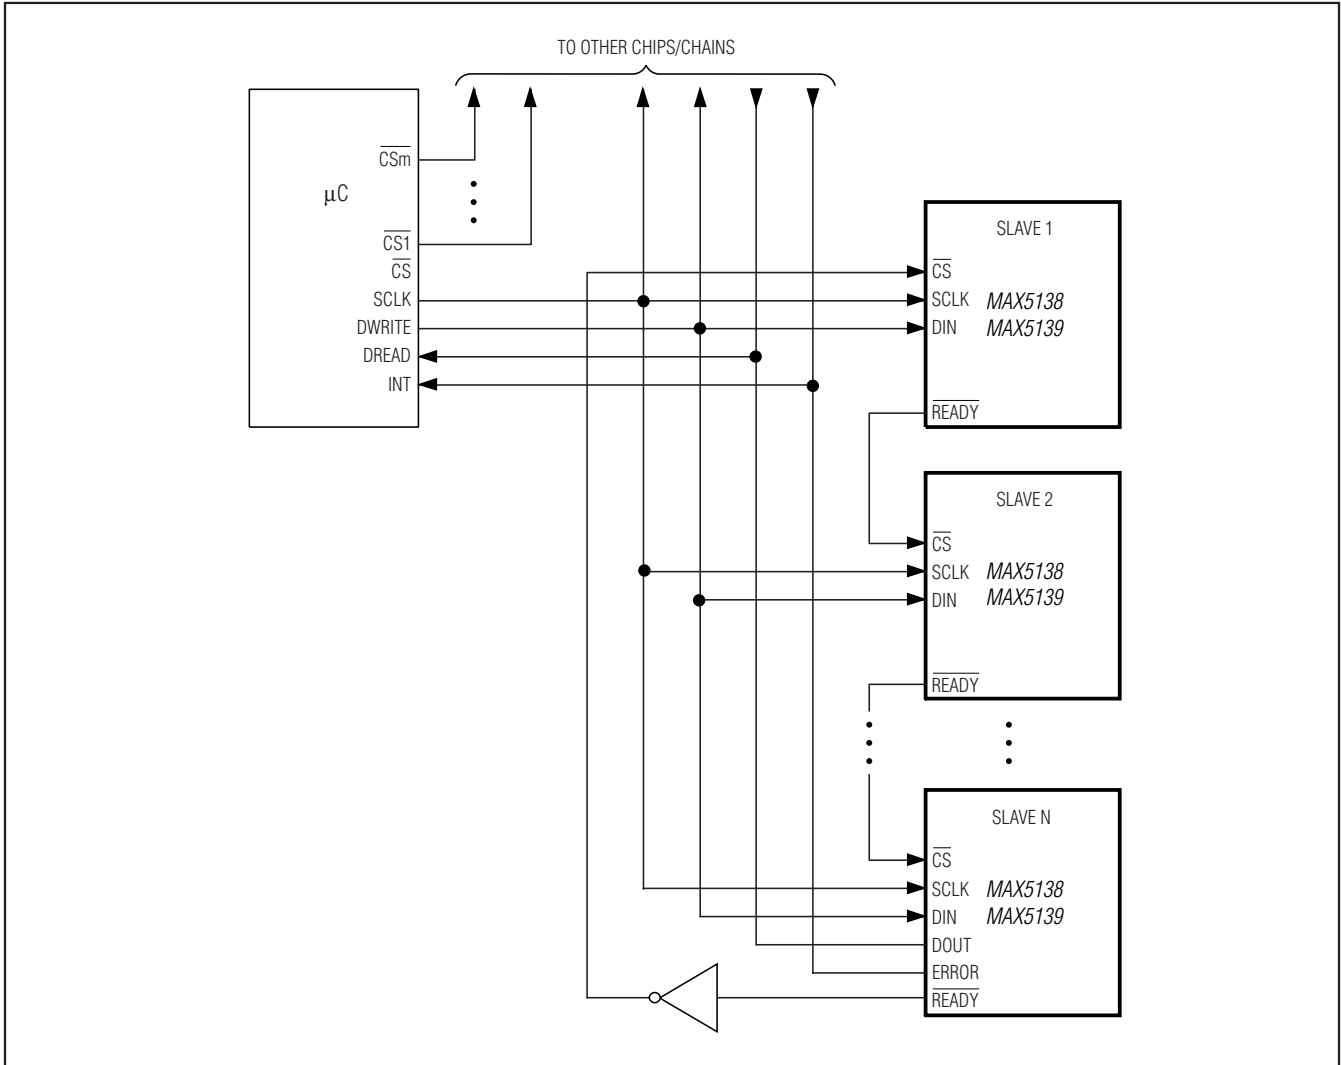 TO OTHER CHIPS/CHAINS
CSm
µC
CS1
CS
SCLK
DWRITE
DREAD
INT
SLAVE 1
CS
SCLK
MAX5138
DIN
MAX5139
READY
SLAVE 2
CS
SCLK
MAX5138
DIN
MAX5139
READY
SLAVE N
CS
SCLK
MAX5138
DIN
MAX5139
DOUT
ERROR
READY